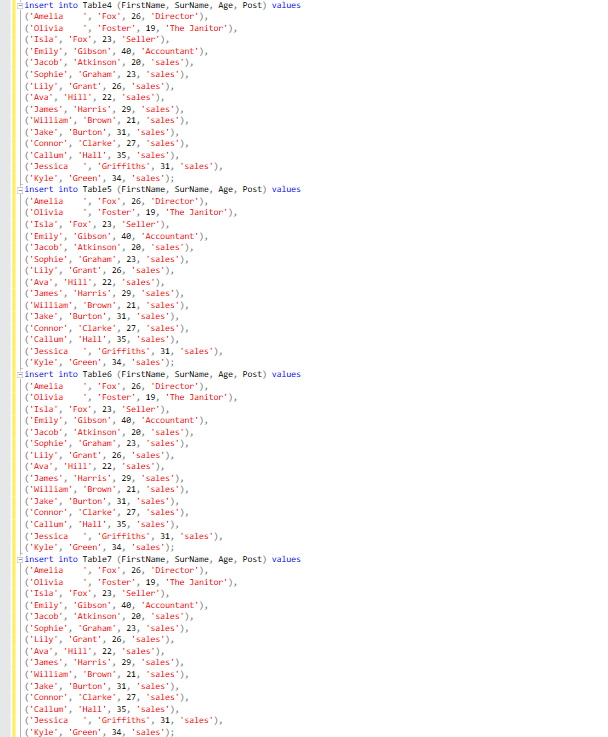 insert into Table4 (FirstName, SurName, Age, Post) values
('Amelia    ', 'Fox', 26, 'Director'),
('Olivia    ', 'Foster', 19, 'The Janitor'),
('Isla', 'Fox', 23, 'Seller'),
('Emily', 'Gibson', 40, 'Accountant'),
('Jacob', 'Atkinson', 20, 'sales'),
('Sophie', 'Graham', 23, 'sales'),
('Lily', 'Grant', 26, 'sales'),
('Ava', 'Hill', 22, 'sales'),
('James', 'Harris', 29, 'sales'),
('William', 'Brown', 21, 'sales'),
('Jake', 'Burton', 31, 'sales'),
('Connor', 'Clarke', 27, 'sales'),
('Callum', 'Hall', 35, 'sales'),
('Jessica   ', 'Griffiths', 31, 'sales'),
('Kyle', 'Green', 34, 'sales');
insert into Table5 (FirstName, SurName, Age, Post) values
('Amelia    ', 'Fox', 26, 'Director'),
('Olivia    ', 'Foster', 19, 'The Janitor'),
('Isla', 'Fox', 23, 'Seller'),
('Emily', 'Gibson', 40, 'Accountant'),
('Jacob', 'Atkinson', 20, 'sales'),
('Sophie', 'Graham', 23, 'sales'),
('Lily', 'Grant', 26, 'sales'),
('Ava', 'Hill', 22, 'sales'),
('James', 'Harris', 29, 'sales'),
('William', 'Brown', 21, 'sales'),
('Jake', 'Burton', 31, 'sales'),
('Connor', 'Clarke', 27, 'sales'),
('Callum', 'Hall', 35, 'sales'),
('Jessica   ', 'Griffiths', 31, 'sales'),
('Kyle', 'Green', 34, 'sales');
insert into Table6 (FirstName, SurName, Age, Post) values
('Amelia    ', 'Fox', 26, 'Director'),
('Olivia    ', 'Foster', 19, 'The Janitor'),
('Isla', 'Fox', 23, 'Seller'),
('Emily', 'Gibson', 40, 'Accountant'),
('Jacob', 'Atkinson', 20, 'sales'),
('Sophie', 'Graham', 23, 'sales'),
('Lily', 'Grant', 26, 'sales'),
('Ava', 'Hill', 22, 'sales'),
('James', 'Harris', 29, 'sales'),
('William', 'Brown', 21, 'sales'),
('Jake', 'Burton', 31, 'sales'),
('Connor', 'Clarke', 27, 'sales'),
('Callum', 'Hall', 35, 'sales'),
('Jessica   ', 'Griffiths', 31, 'sales'),
('Kyle', 'Green', 34, 'sales');
insert into Table7 (FirstName, SurName, Age, Post) values
('Amelia    ', 'Fox', 26, 'Director'),
('Olivia    ', 'Foster', 19, 'The Janitor'),
('Isla', 'Fox', 23, 'Seller'),
('Emily', 'Gibson', 40, 'Accountant'),
('Jacob', 'Atkinson', 20, 'sales'),
('Sophie', 'Graham', 23, 'sales'),
('Lily', 'Grant', 26, 'sales'),
('Ava', 'Hill', 22, 'sales'),
('James', 'Harris', 29, 'sales'),
('William', 'Brown', 21, 'sales'),
('Jake', 'Burton', 31, 'sales'),
('Connor', 'Clarke', 27, 'sales'),
('Callum', 'Hall', 35, 'sales'),
('Jessica   ', 'Griffiths', 31, 'sales'),
('Kyle', 'Green', 34, 'sales');